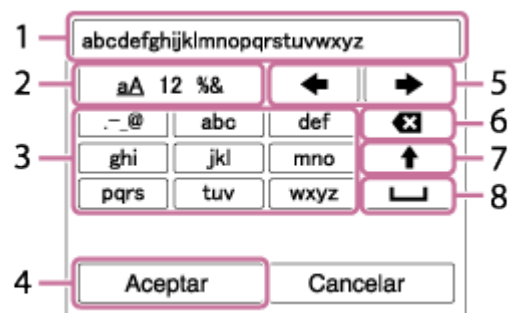 1 abcdefghijklmnopqrstuvwxyz
2 aA 12 %& 5
.-_@ abc def 6
3 ghi jkl mno 7
pqrs tuv wxyz 8
4 Aceptar Cancelar